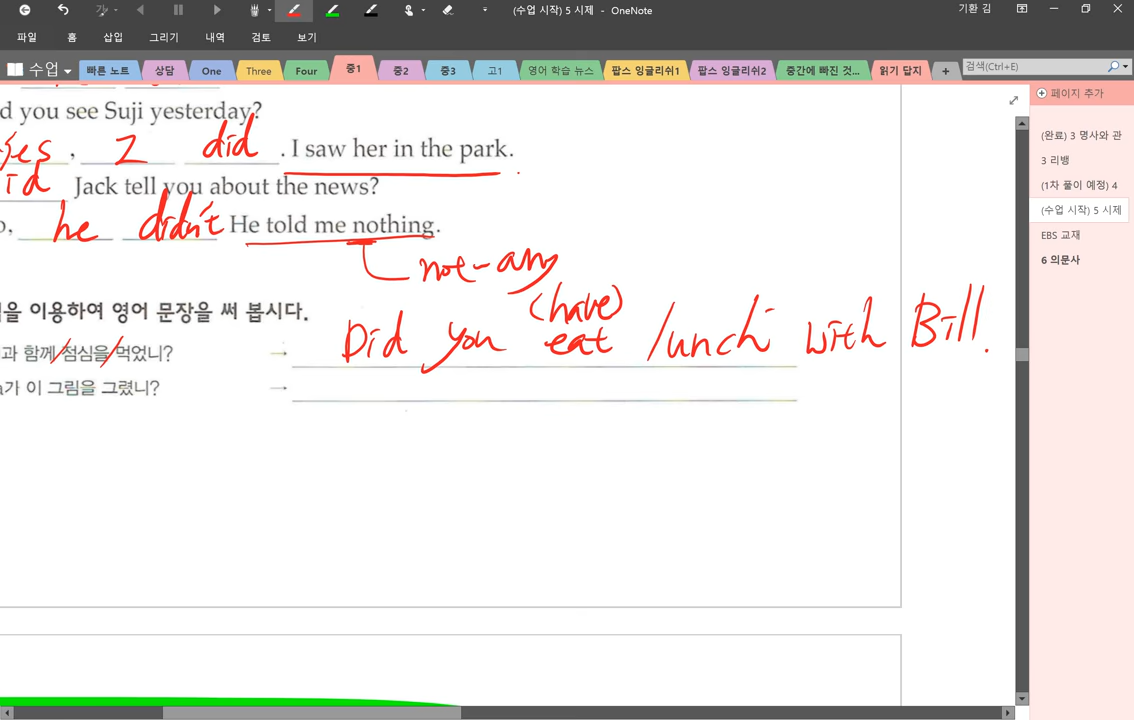 (수업 시작) 5 시제 - OneNote
기환 김
파일 홈 삽입 그리기 내역 검토 보기
수업 빠른 노트 상담 One Three Four 중1 중2 중3 고1 영어 학습 뉴스 팝스 잉글리쉬1 팝스 잉글리쉬2 중간에 빠진 것... 읽기 답지 + 검색(Ctrl+E)
페이지 추가
(완료) 3 명사와 관
3 리뱅
(1차 풀이 예정) 4
(수업 시작) 5 시제
EBS 교재
6 의문사
d you see Suji yesterday?
yes, I did. I saw her in the park.
id Jack tell you about the news?
o, he didn't He told me nothing.
not-any
을 이용하여 영어 문장을 써 봅시다.
(have)
과 함께 점심을 먹었니? → Did you eat lunch with Bill.
가 이 그림을 그렸니? →